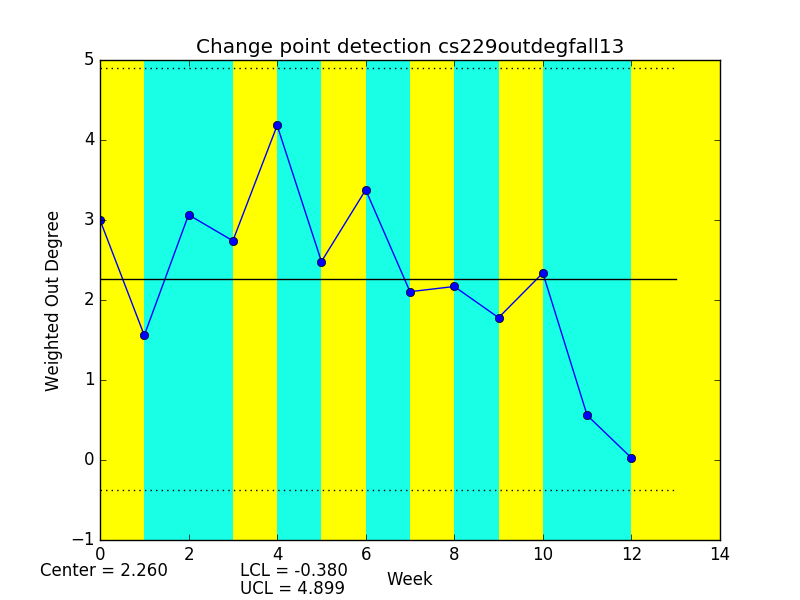 Change point detection cs229outdegfall13
5
4
3
2
1
0
−1
Weighted Out Degree
0 2 4 6 8 10 12 14
Center = 2.260 LCL = -0.380 Week
UCL = 4.899